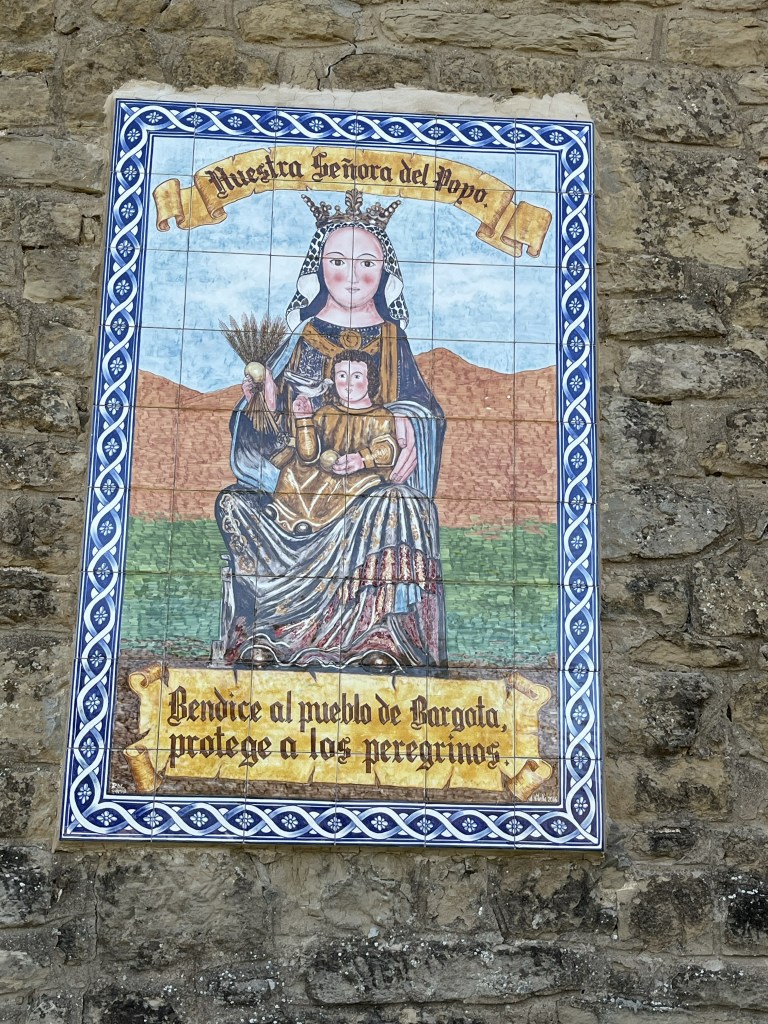 Nuestra Señora del Poyo.
Bendice al pueblo de Bargota,
protege a los peregrinos.